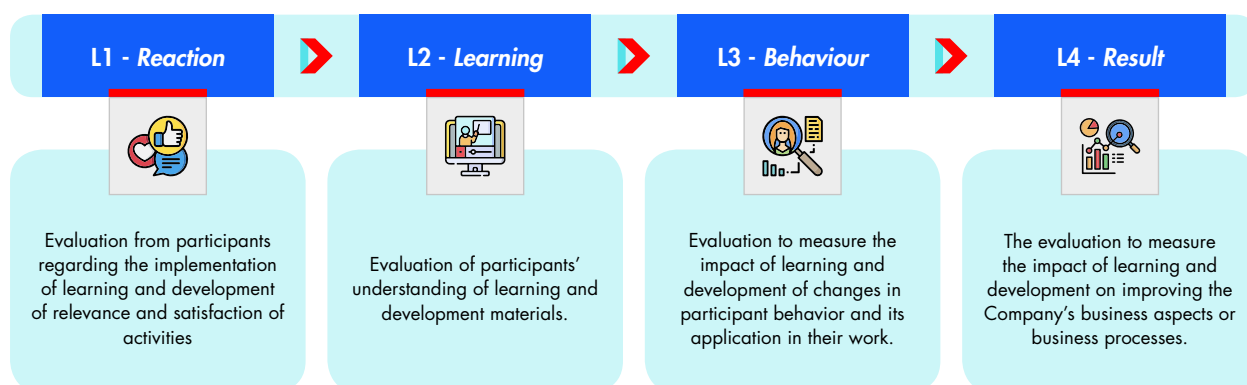 L1 - Reaction
L2 - Learning
L3 - Behaviour
L4 - Result
Evaluation from participants
regarding the implementation
of learning and development
of relevance and satisfaction of
activities
Evaluation of participants’
understanding of learning and
development materials.
Evaluation to measure the
impact of learning and
development of changes in
participant behavior and its
application in their work.
The evaluation to measure
the impact of learning and
development on improving the
Company’s business aspects or
business processes.